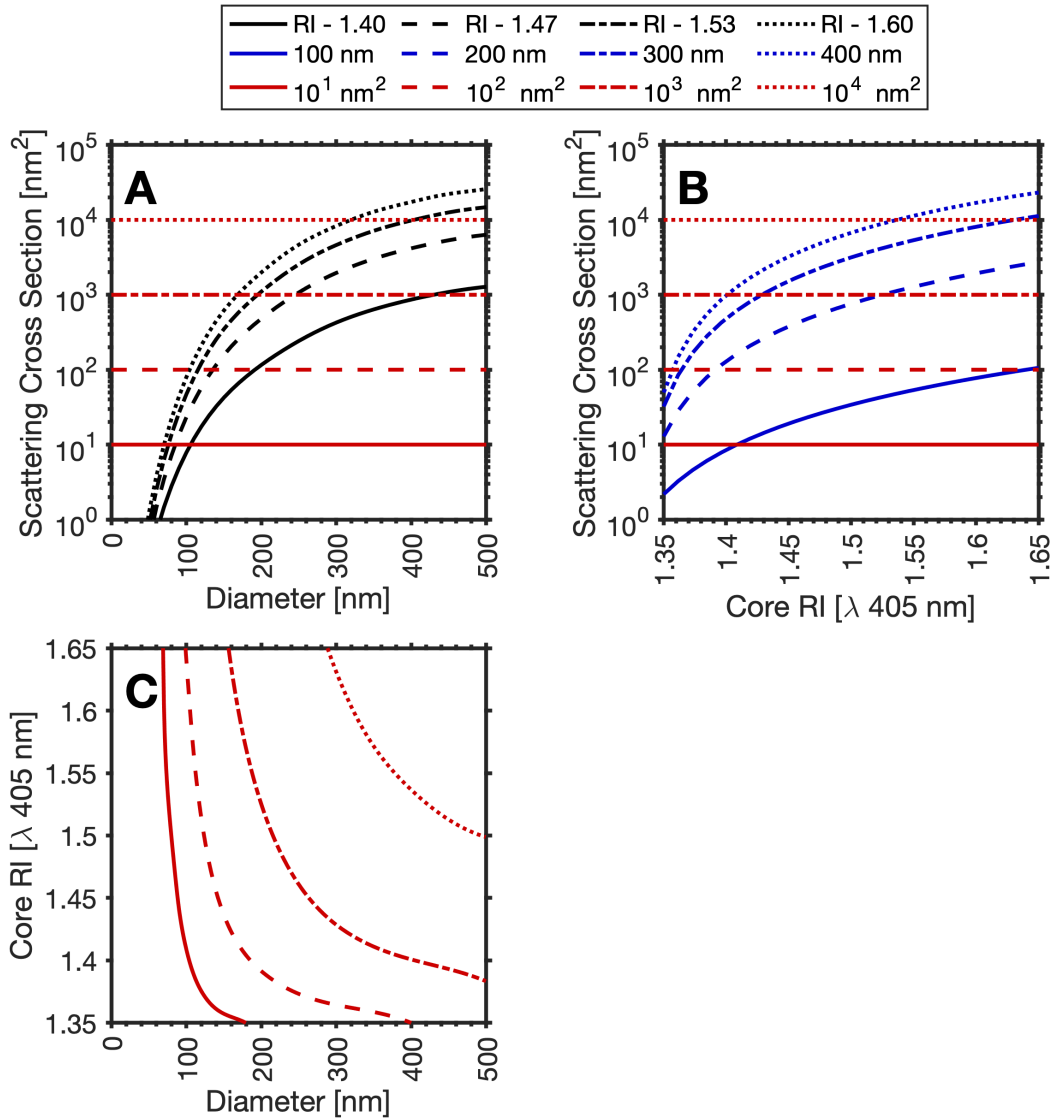 RI - 1.40 RI - 1.47 RI - 1.53 RI - 1.60
100 nm 200 nm 300 nm 400 nm
10¹ nm² 10² nm² 10³ nm² 10⁴ nm²
A
Scattering Cross Section [nm²]
10⁵
10⁴
10³
10²
10¹
10⁰
0 100 200 300 400 500
Diameter [nm]
B
Scattering Cross Section [nm²]
10⁵
10⁴
10³
10²
10¹
10⁰
1.35 1.4 1.45 1.5 1.55 1.6 1.65
Core RI [λ 405 nm]
C
Core RI [λ 405 nm]
1.65
1.6
1.55
1.5
1.45
1.4
1.35
0 100 200 300 400 500
Diameter [nm]